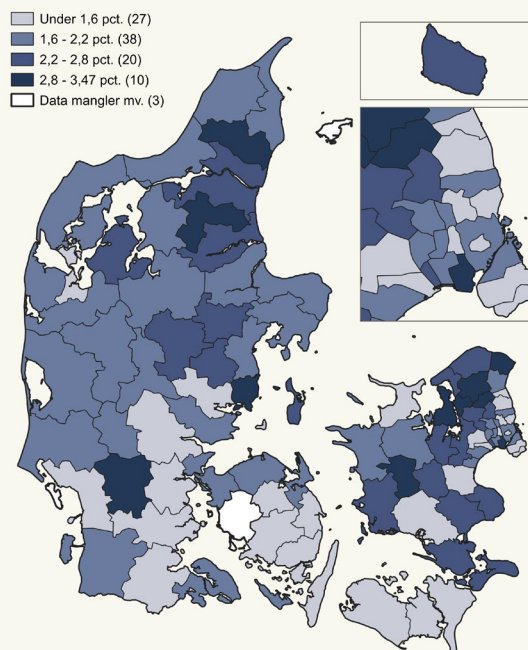 Under 1,6 pct. (27)
1,6 - 2,2 pct. (38)
2,2 - 2,8 pct. (20)
2,8 - 3,47 pct. (10)
Data mangler mv. (3)